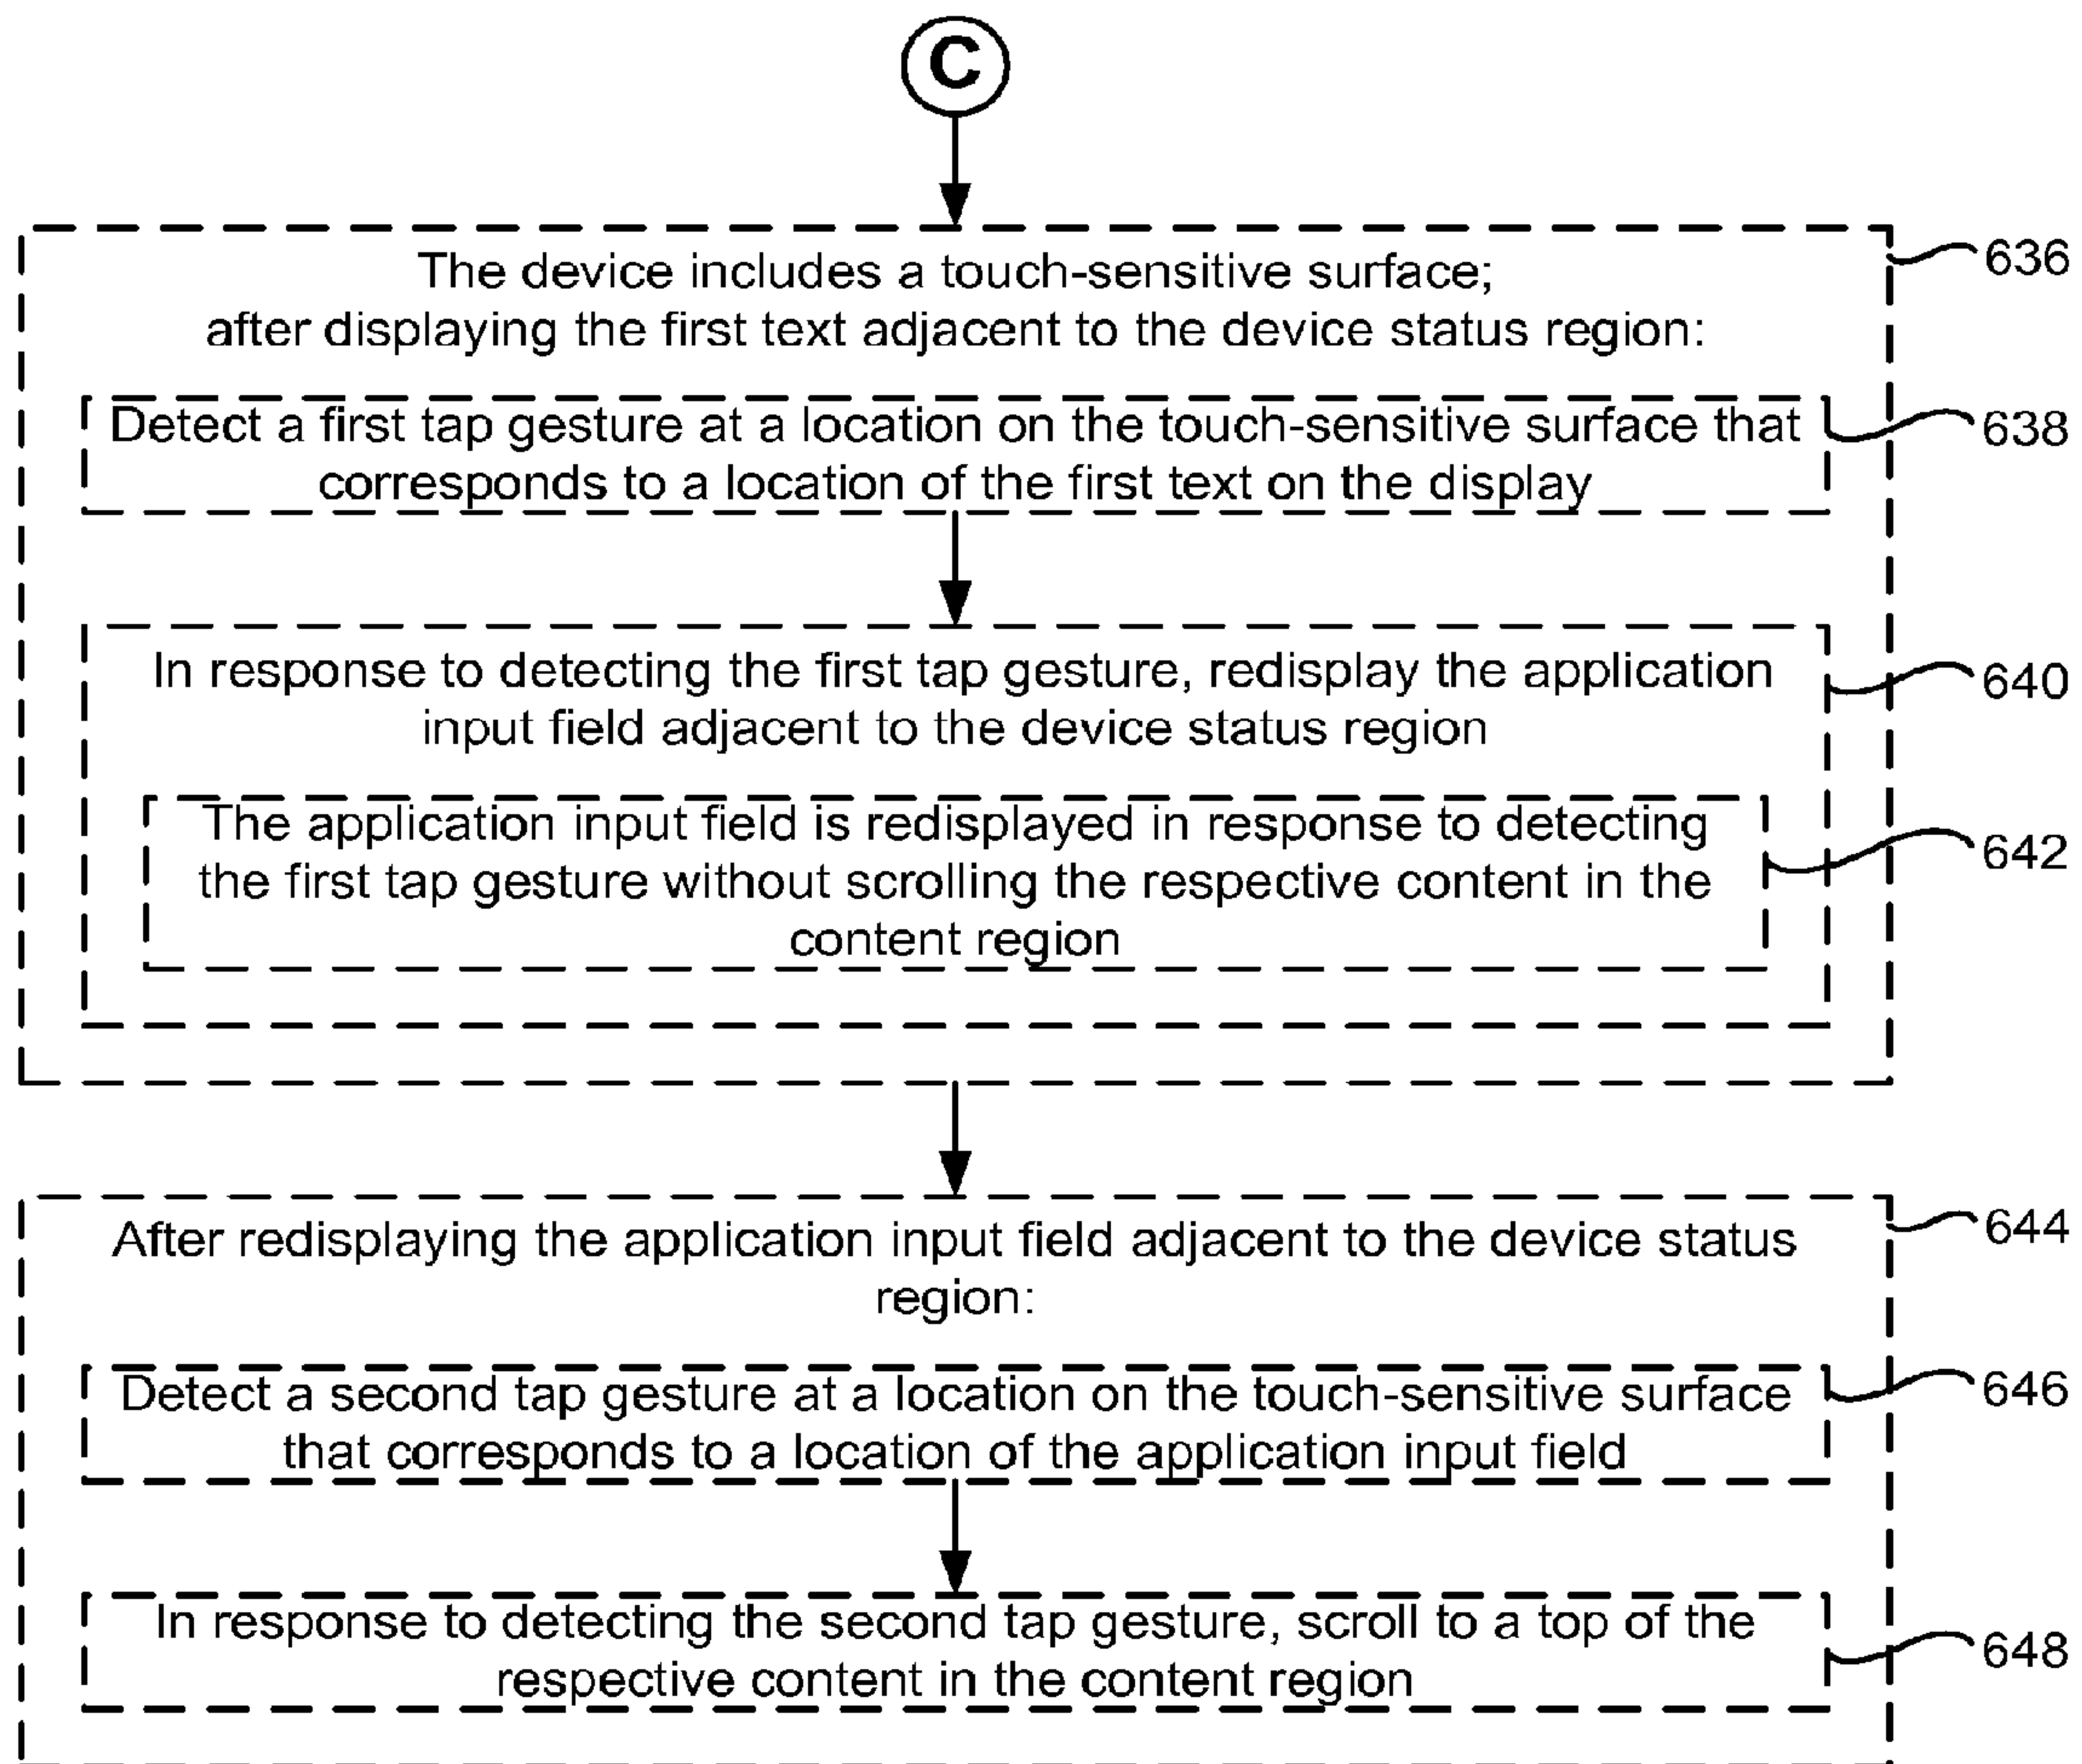 C
The device includes a touch-sensitive surface;
after displaying the first text adjacent to the device status region:
636
Detect a first tap gesture at a location on the touch-sensitive surface that
corresponds to a location of the first text on the display
638
In response to detecting the first tap gesture, redisplay the application
input field adjacent to the device status region
640
The application input field is redisplayed in response to detecting
the first tap gesture without scrolling the respective content in the
content region
642
After redisplaying the application input field adjacent to the device status
region:
644
Detect a second tap gesture at a location on the touch-sensitive surface
that corresponds to a location of the application input field
646
In response to detecting the second tap gesture, scroll to a top of the
respective content in the content region
648